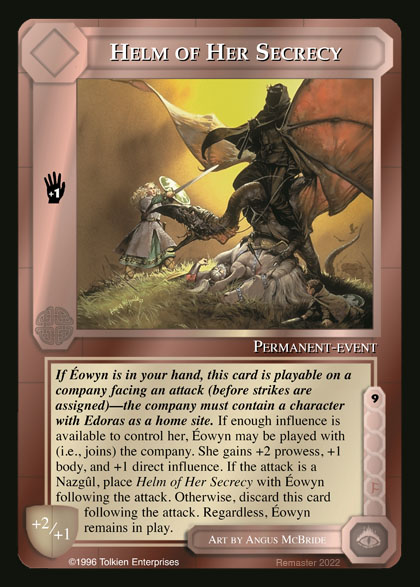 Helm of Her Secrecy
+1
Permanent-event
If Éowyn is in your hand, this card is playable on a
company facing an attack (before strikes are
assigned)—the company must contain a character
with Edoras as a home site. If enough influence is
available to control her, Éowyn may be played with
(i.e., joins) the company. She gains +2 prowess, +1
body, and +1 direct influence. If the attack is a
Nazgûl, place Helm of Her Secrecy with Éowyn
following the attack. Otherwise, discard this card
following the attack. Regardless, Éowyn
remains in play.
9
R
+2/+1
Art by Angus McBride
©1996 Tolkien Enterprises
Remaster 2022